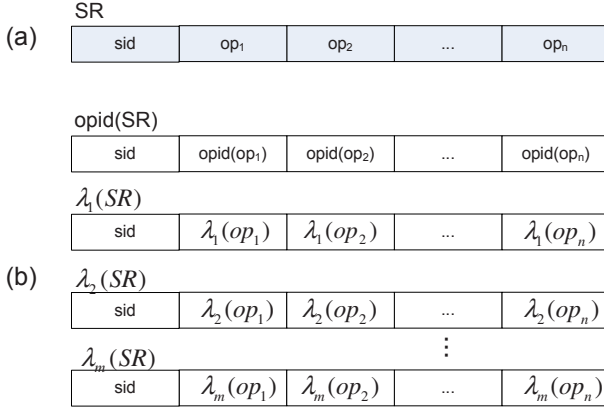 SR
(a) sid op₁ op₂ ... opₙ
opid(SR)
sid opid(op₁) opid(op₂) ... opid(opₙ)
λ₁(SR)
sid λ₁(op₁) λ₁(op₂) ... λ₁(opₙ)
(b) λ₂(SR)
sid λ₂(op₁) λ₂(op₂) ... λ₂(opₙ)
⋮
λₘ(SR)
sid λₘ(op₁) λₘ(op₂) ... λₘ(opₙ)